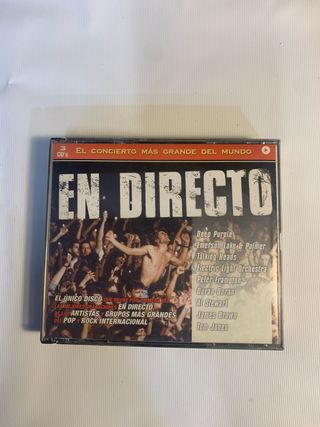 3 CD's
EL CONCIERTO MÁS GRANDE DEL MUNDO
EN DIRECTO
Deep Purple
Emerson Lake & Palmer
Talking Heads
Electric Light Orchestra
Peter Frampton
Duran Duran
Al Stewart
James Brown
Tom Jones
EL ÚNICO DISCO
EN DIRECTO
ARTISTAS Y GRUPOS MÁS GRANDES
DEL POP Y ROCK INTERNACIONAL